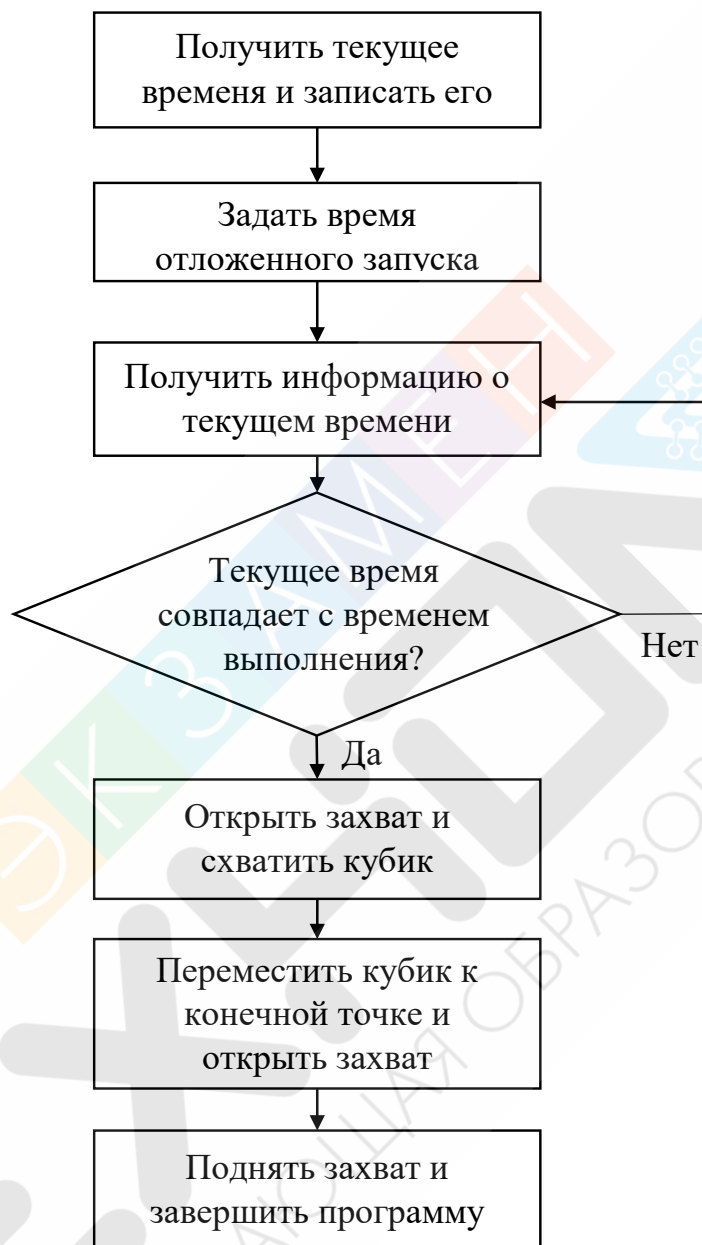 Получить текущее
временя и записать его
Задать время
отложенного запуска
Получить информацию о
текущем времени
Текущее время
совпадает с временем
выполнения?
Нет
Да
Открыть захват и
схватить кубик
Переместить кубик к
конечной точке и
открыть захват
Поднять захват и
завершить программу
ЭКЗАМЕН